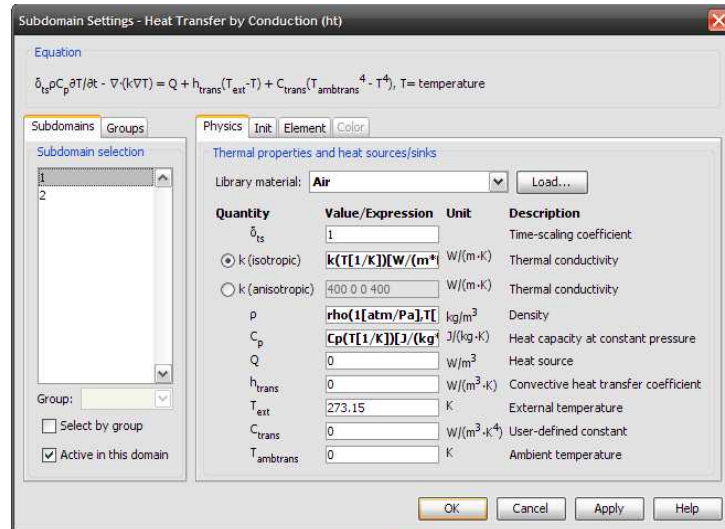 Subdomain Settings - Heat Transfer by Conduction (ht)
Equation
δtsρCp∂T/∂t - ∇·(k∇T) = Q + htrans(Text-T) + Ctrans(Tambtrans^4 - T^4), T= temperature
Subdomains Groups
Subdomain selection
1
2
Group:
Select by group
Active in this domain
Physics Init Element Color
Thermal properties and heat sources/sinks
Library material: Air Load...
Quantity Value/Expression Unit Description
δts 1 Time-scaling coefficient
k (isotropic) k(T[1/K])[W/(m* W/(m·K) Thermal conductivity
k (anisotropic) 400 0 0 400 W/(m·K) Thermal conductivity
ρ rho(1[atm/Pa],T[ kg/m³ Density
Cp Cp(T[1/K])[J/(kg* J/(kg·K) Heat capacity at constant pressure
Q 0 W/m³ Heat source
htrans 0 W/(m³·K) Convective heat transfer coefficient
Text 273.15 K External temperature
Ctrans 0 W/(m³·K⁴) User-defined constant
Tambtrans 0 K Ambient temperature
OK Cancel Apply Help